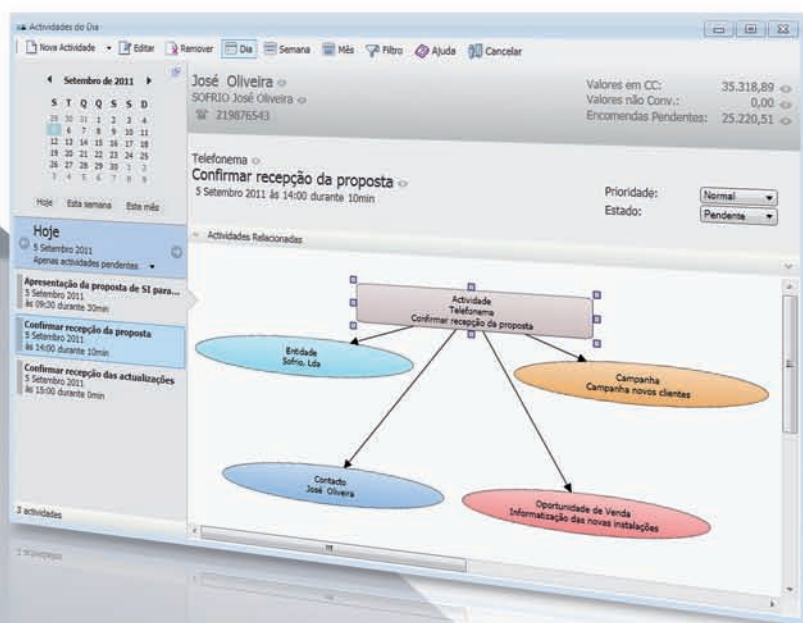 Actividades do Dia
Nova Actividade Editar Remover Dia Semana Mês Filtro Ajuda Cancelar
Setembro de 2011
S T Q Q S S D
29 30 31 1 2 3 4
5 6 7 8 9 10 11
12 13 14 15 16 17 18
19 20 21 22 23 24 25
26 27 28 29 30 1 2
3 4 5 6 7 8 9
Hoje Esta semana Este mês
Hoje
5 Setembro 2011
Apenas actividades pendentes
Apresentação da proposta de SI para...
5 Setembro 2011
às 09:30 durante 30min
Confirmar recepção da proposta
5 Setembro 2011
às 14:00 durante 10min
Confirmar recepção das actualizações
5 Setembro 2011
às 15:00 durante 0min
3 actividades
José Oliveira
SOFRIO José Oliveira
219876543
Valores em CC: 35.318,89
Valores não Conv.: 0,00
Encomendas Pendentes: 25.220,51
Telefonema
Confirmar recepção da proposta
5 Setembro 2011 às 14:00 durante 10min
Prioridade: Normal
Estado: Pendente
Actividades Relacionadas
Actividade
Telefonema
Confirmar recepção da proposta
Entidade
Sofrio, Lda
Campanha
Campanha novos clientes
Contacto
José Oliveira
Oportunidade de Venda
Informatização das novas instalações